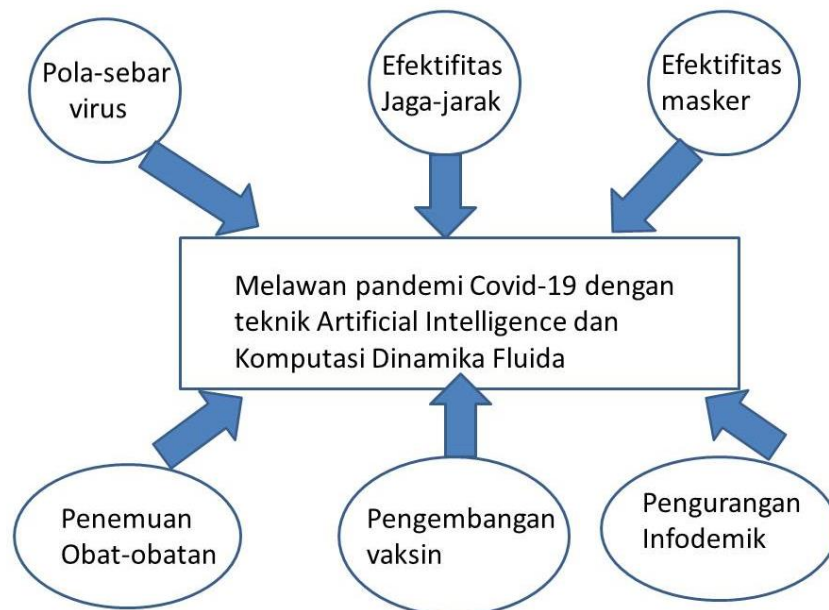 Pola-sebar
virus
Efektifitas
Jaga-jarak
Efektifitas
masker
Melawan pandemi Covid-19 dengan
teknik Artificial Intelligence dan
Komputasi Dinamika Fluida
Penemuan
Obat-obatan
Pengembangan
vaksin
Pengurangan
Infodemik